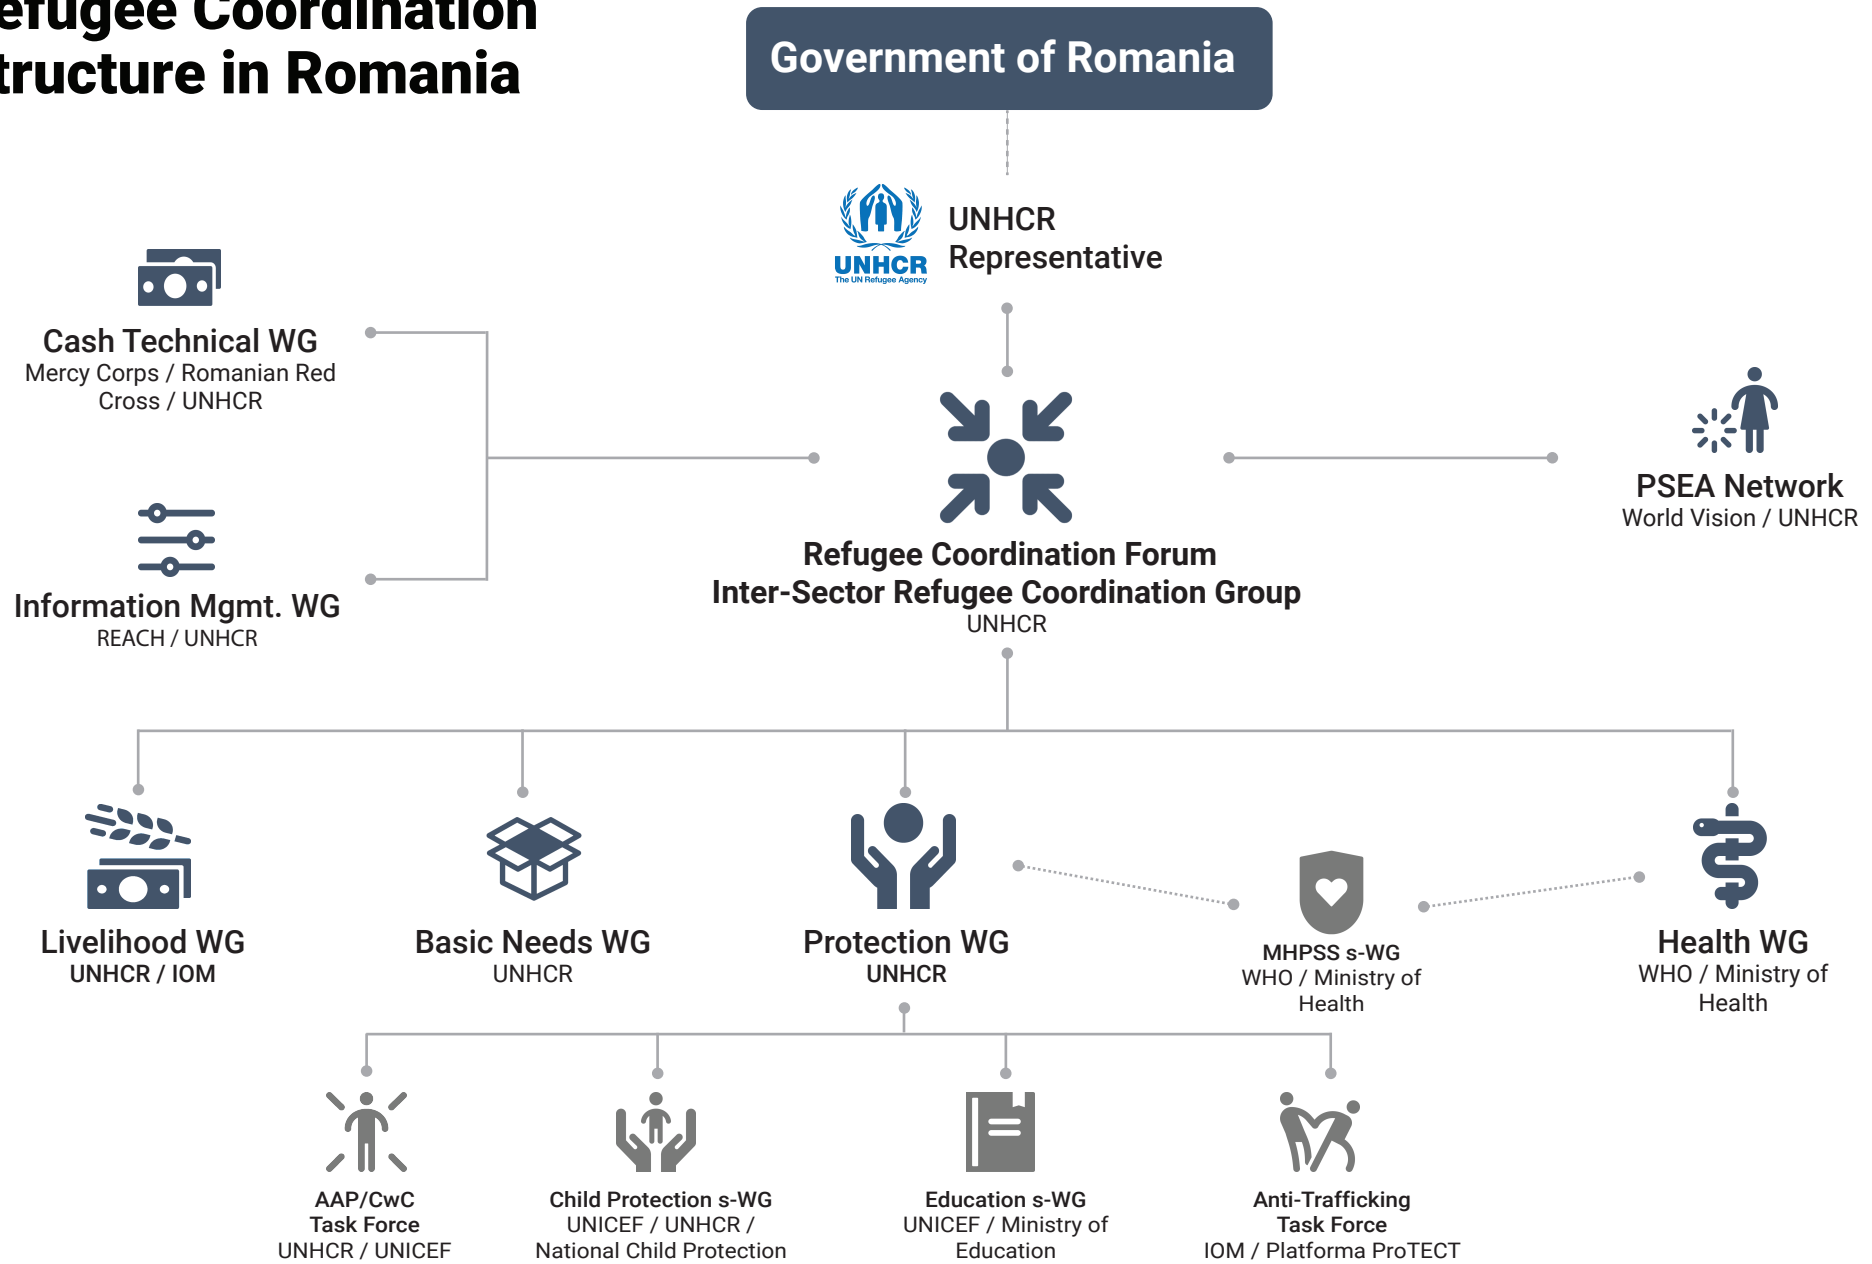 efugee Coordination
tructure in Romania
Government of Romania
UNHCR
The UN Refugee Agency
UNHCR
Representative
Cash Technical WG
Mercy Corps / Romanian Red
Cross / UNHCR
Information Mgmt. WG
REACH / UNHCR
Refugee Coordination Forum
Inter-Sector Refugee Coordination Group
UNHCR
PSEA Network
World Vision / UNHCR
Livelihood WG
UNHCR / IOM
Basic Needs WG
UNHCR
Protection WG
UNHCR
MHPSS s-WG
WHO / Ministry of
Health
Health WG
WHO / Ministry of
Health
AAP/CwC
Task Force
UNHCR / UNICEF
Child Protection s-WG
UNICEF / UNHCR /
National Child Protection
Education s-WG
UNICEF / Ministry of
Education
Anti-Trafficking
Task Force
IOM / Platforma ProTECT